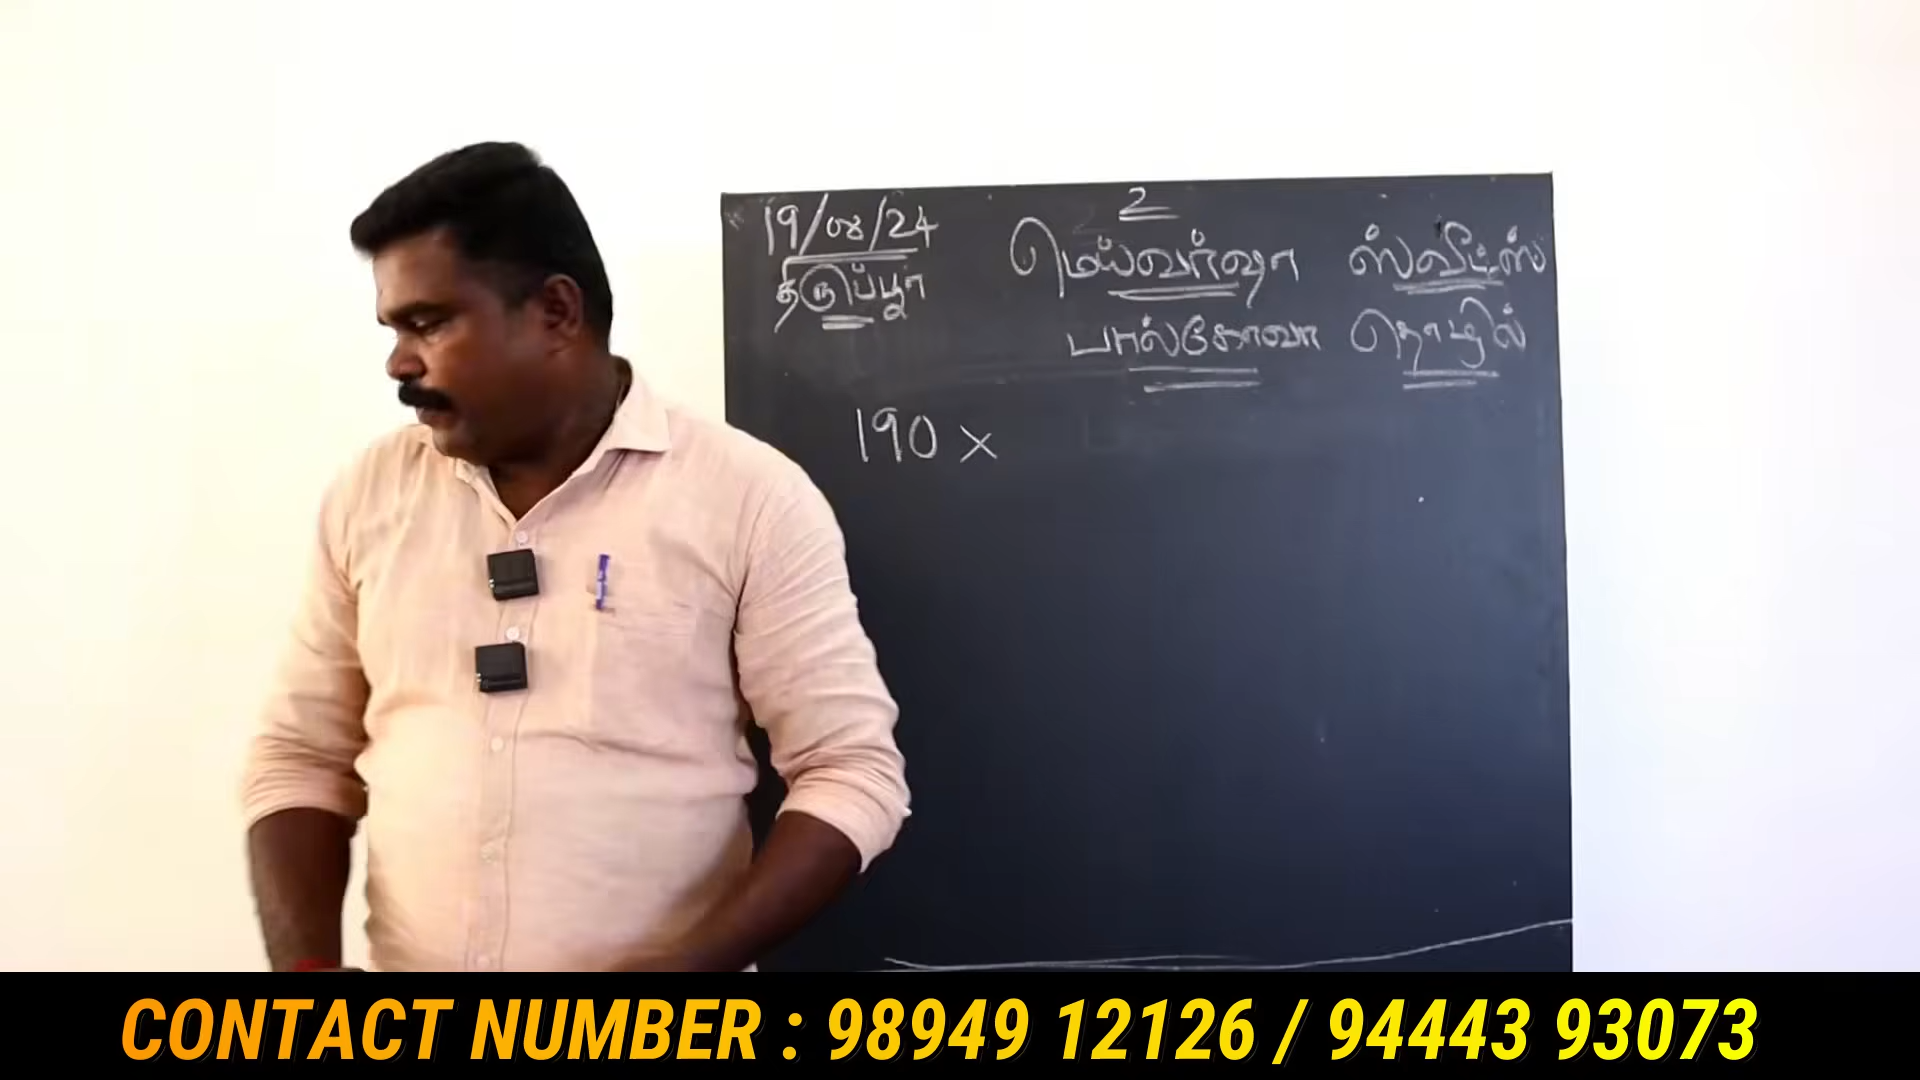 2
19/08/24
மெய்வர்ஷா ஸ்வீட்ஸ்
திருப்பூர்
பால்கோவா தொழில்
190 ×
CONTACT NUMBER : 98949 12126 / 94443 93073